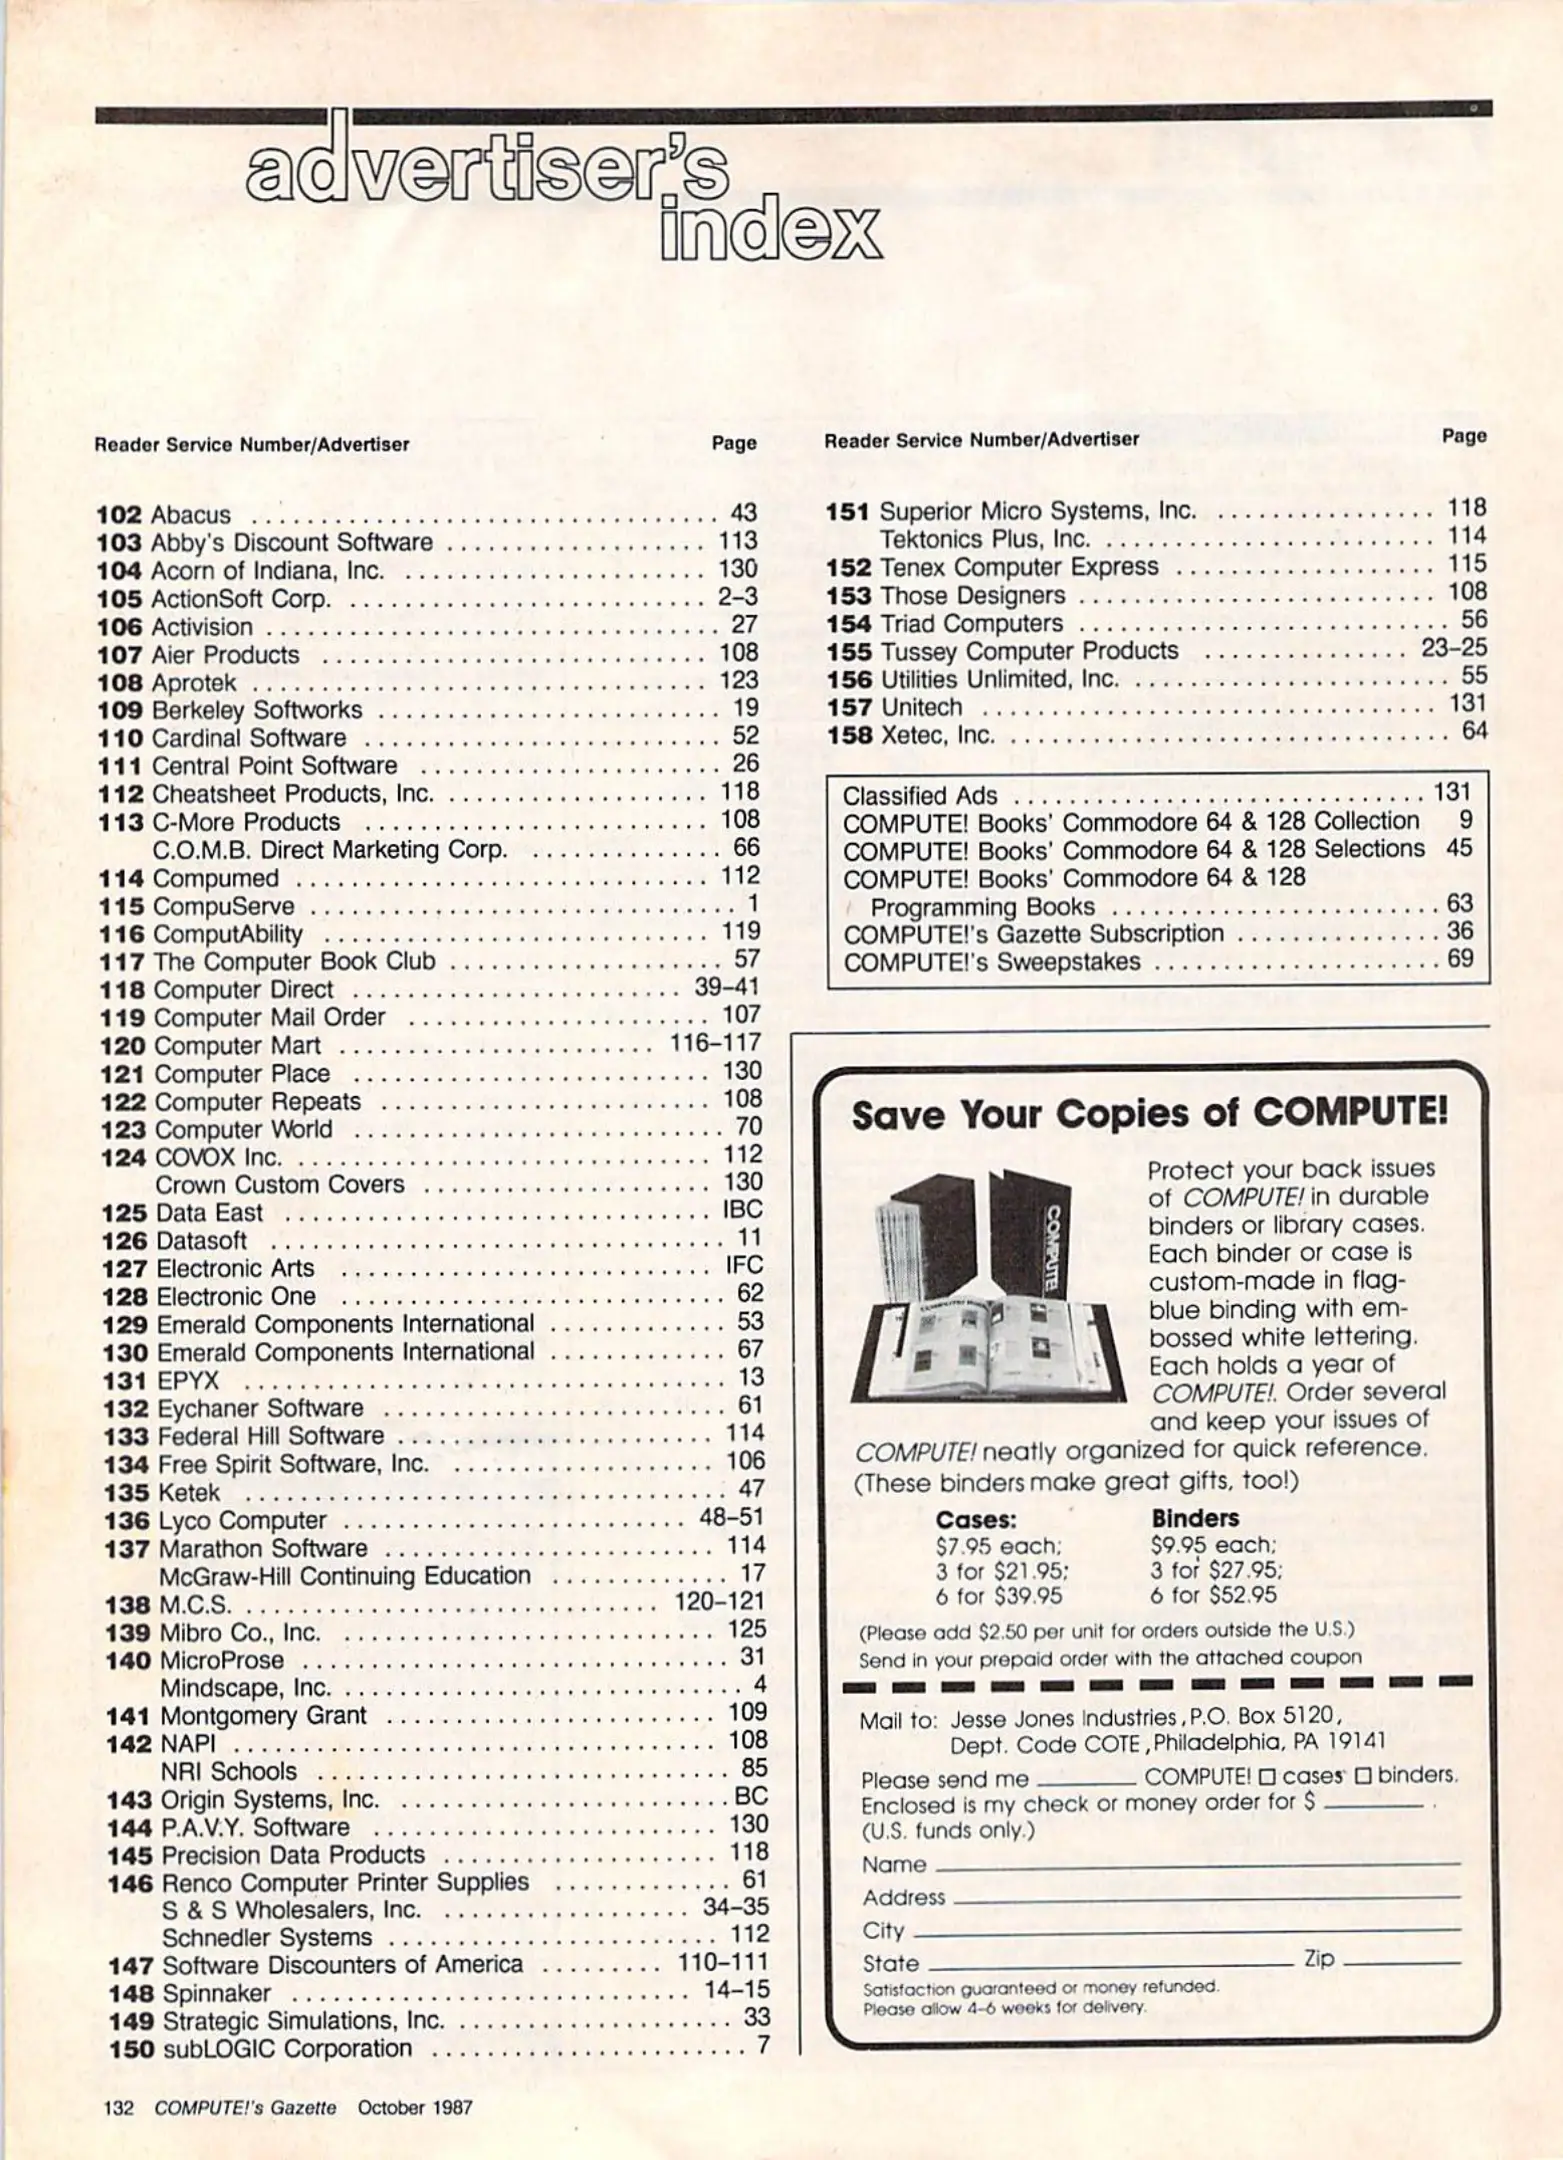 advertiser's
index
Reader Service Number/Advertiser Page
102 Abacus 43
103 Abby's Discount Software 113
104 Acorn of Indiana, Inc. 130
105 ActionSoft Corp. 2–3
106 Activision 27
107 Aier Products 108
108 Aprotek 123
109 Berkeley Softworks 19
110 Cardinal Software 52
111 Central Point Software 26
112 Cheatsheet Products, Inc. 118
113 C-More Products 108
C.O.M.B. Direct Marketing Corp. 66
114 Compumed 112
115 CompuServe 1
116 ComputAbility 119
117 The Computer Book Club 57
118 Computer Direct 39–41
119 Computer Mail Order 107
120 Computer Mart 116–117
121 Computer Place 130
122 Computer Repeats 108
123 Computer World 70
124 COVOX Inc. 112
Crown Custom Covers 130
125 Data East IBC
126 Datasoft 11
127 Electronic Arts IFC
128 Electronic One 62
129 Emerald Components International 53
130 Emerald Components International 67
131 EPYX 13
132 Eychaner Software 61
133 Federal Hill Software 114
134 Free Spirit Software, Inc. 106
135 Ketek 47
136 Lyco Computer 48–51
137 Marathon Software 114
McGraw-Hill Continuing Education 17
138 M.C.S. 120–121
139 Mibro Co., Inc. 125
140 MicroProse 31
Mindscape, Inc. 4
141 Montgomery Grant 109
142 NAPI 108
NRI Schools 85
143 Origin Systems, Inc. BC
144 P.A.V.Y. Software 130
145 Precision Data Products 118
146 Renco Computer Printer Supplies 61
S & S Wholesalers, Inc. 34–35
Schnedler Systems 112
147 Software Discounters of America 110–111
148 Spinnaker 14–15
149 Strategic Simulations, Inc. 33
150 subLOGIC Corporation 7
Reader Service Number/Advertiser Page
151 Superior Micro Systems, Inc. 118
Tektonics Plus, Inc. 114
152 Tenex Computer Express 115
153 Those Designers 108
154 Triad Computers 56
155 Tussey Computer Products 23–25
156 Utilities Unlimited, Inc. 55
157 Unitech 131
158 Xetec, Inc. 64
Classified Ads 131
COMPUTE! Books' Commodore 64 & 128 Collection 9
COMPUTE! Books' Commodore 64 & 128 Selections 45
COMPUTE! Books' Commodore 64 & 128
Programming Books 63
COMPUTE!'s Gazette Subscription 36
COMPUTE!'s Sweepstakes 69
Save Your Copies of COMPUTE!
COMPUTE!
Protect your back issues
of COMPUTE! in durable
binders or library cases.
Each binder or case is
custom-made in flag-
blue binding with em-
bossed white lettering.
Each holds a year of
COMPUTE!. Order several
and keep your issues of
COMPUTE! neatly organized for quick reference.
(These binders make great gifts, too!)
Cases: Binders
$7.95 each; $9.95 each;
3 for $21.95; 3 for $27.95;
6 for $39.95 6 for $52.95
(Please add $2.50 per unit for orders outside the U.S.)
Send in your prepaid order with the attached coupon
Mail to: Jesse Jones Industries, P.O. Box 5120,
Dept. Code COTE, Philadelphia, PA 19141
Please send me ______ COMPUTE! □ cases □ binders.
Enclosed is my check or money order for $ ______ .
(U.S. funds only.)
Name
Address
City
State Zip
Satisfaction guaranteed or money refunded.
Please allow 4–6 weeks for delivery.
132 COMPUTE!'s Gazette October 1987